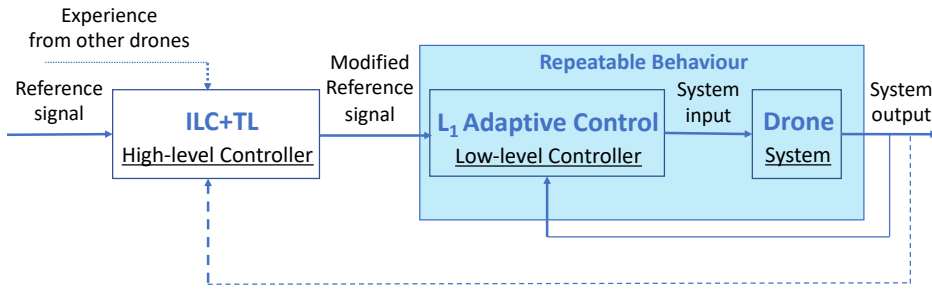 Experience
from other drones
Reference
signal
ILC+TL
High-level Controller
Modified
Reference
signal
Repeatable Behaviour
L₁ Adaptive Control
Low-level Controller
System
input
Drone
System
System
output